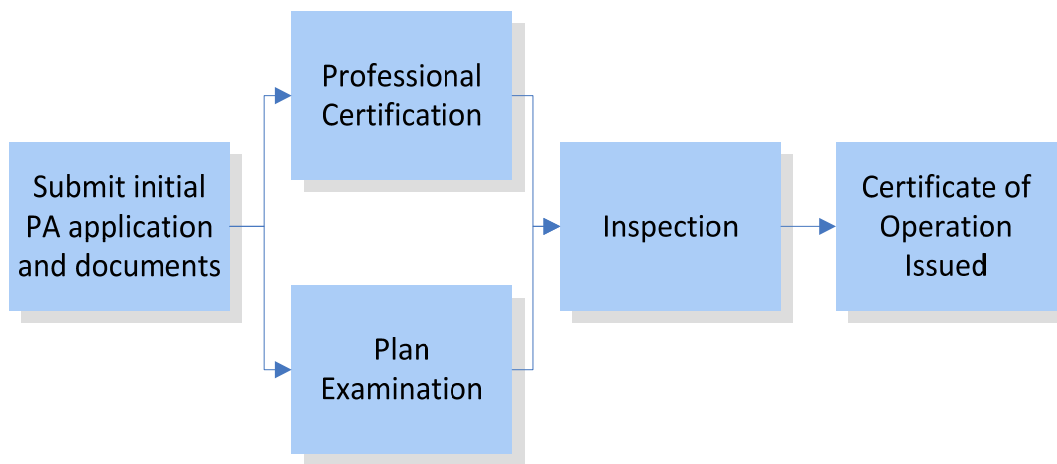 Submit initial
PA application
and documents
Professional
Certification
Plan
Examination
Inspection
Certificate of
Operation
Issued